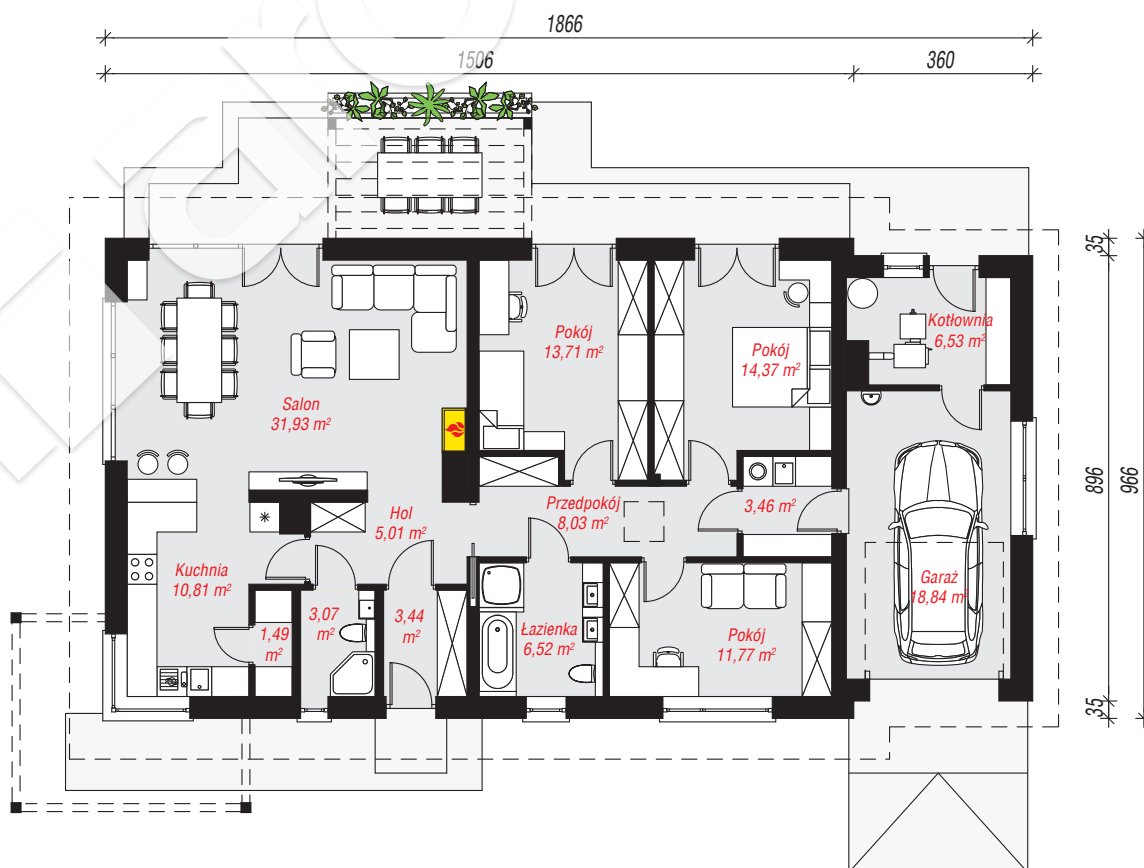 1866
1506
360
Pokój
13,71 m²
Pokój
14,37 m²
Kotłownia
6,53 m²
Salon
31,93 m²
35
896
966
35
Hol
5,01 m²
Przedpokój
8,03 m²
3,46 m²
Kuchnia
10,81 m²
1,49
m²
3,07
m²
3,44
m²
Łazienka
6,52 m²
Pokój
11,77 m²
Garaż
18,84 m²